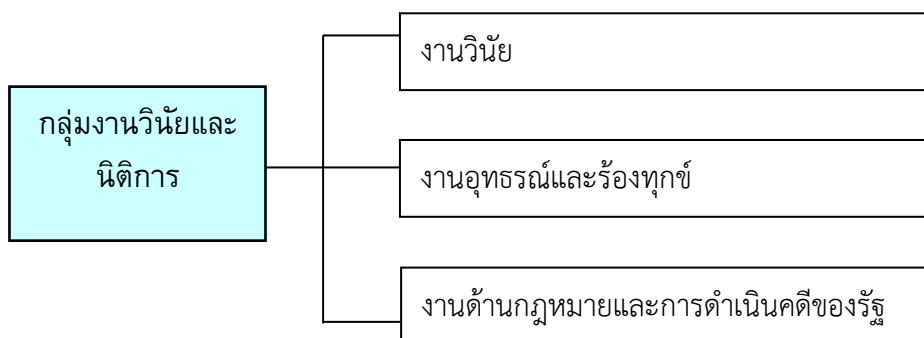 งานวินัย
กลุ่มงานวินัยและ
นิติการ
งานอุทธรณ์และร้องทุกข์
งานด้านกฎหมายและการดำเนินคดีของรัฐ